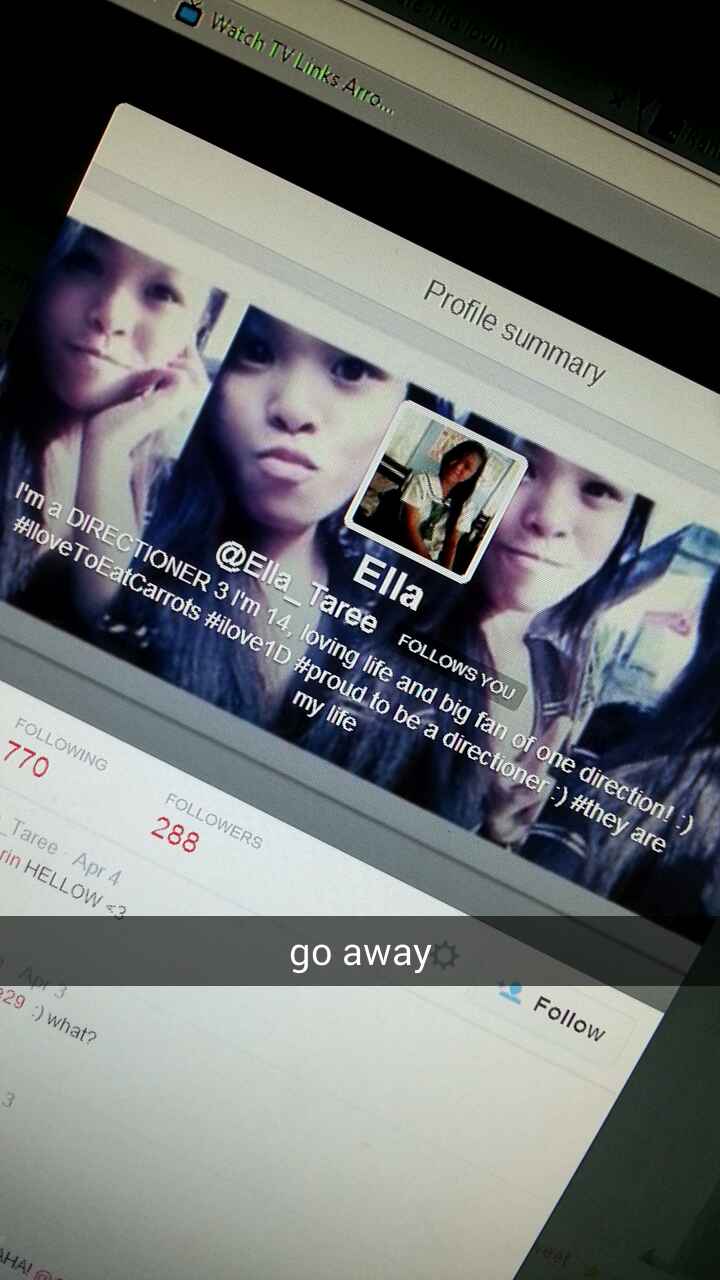 Watch TV Links Arro...
Profile summary
Ella
@Ella_Taree FOLLOWS YOU
I'm a DIRECTIONER 3 I'm 14, loving life and big fan of one direction! :)
#IloveToEatCarrots #ilove1D #proud to be a directioner :) #they are
my life
FOLLOWING
770
FOLLOWERS
288
_Taree · Apr 4
rin HELLOW <3
go away
Apr 3
29 :) what?
Follow
3
AHA!